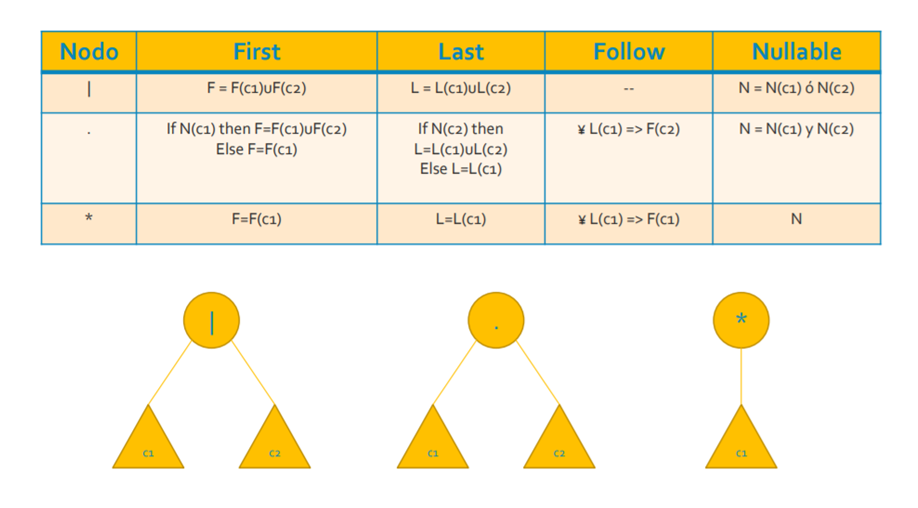 Nodo First Last Follow Nullable
| F = F(c1)∪F(c2) L = L(c1)∪L(c2) -- N = N(c1) ó N(c2)
. If N(c1) then F=F(c1)∪F(c2) If N(c2) then ¥ L(c1) => F(c2) N = N(c1) y N(c2)
Else F=F(c1) L=L(c1)∪L(c2)
Else L=L(c1)
* F=F(c1) L=L(c1) ¥ L(c1) => F(c1) N
| . *
c1 c2 c1 c2 c1